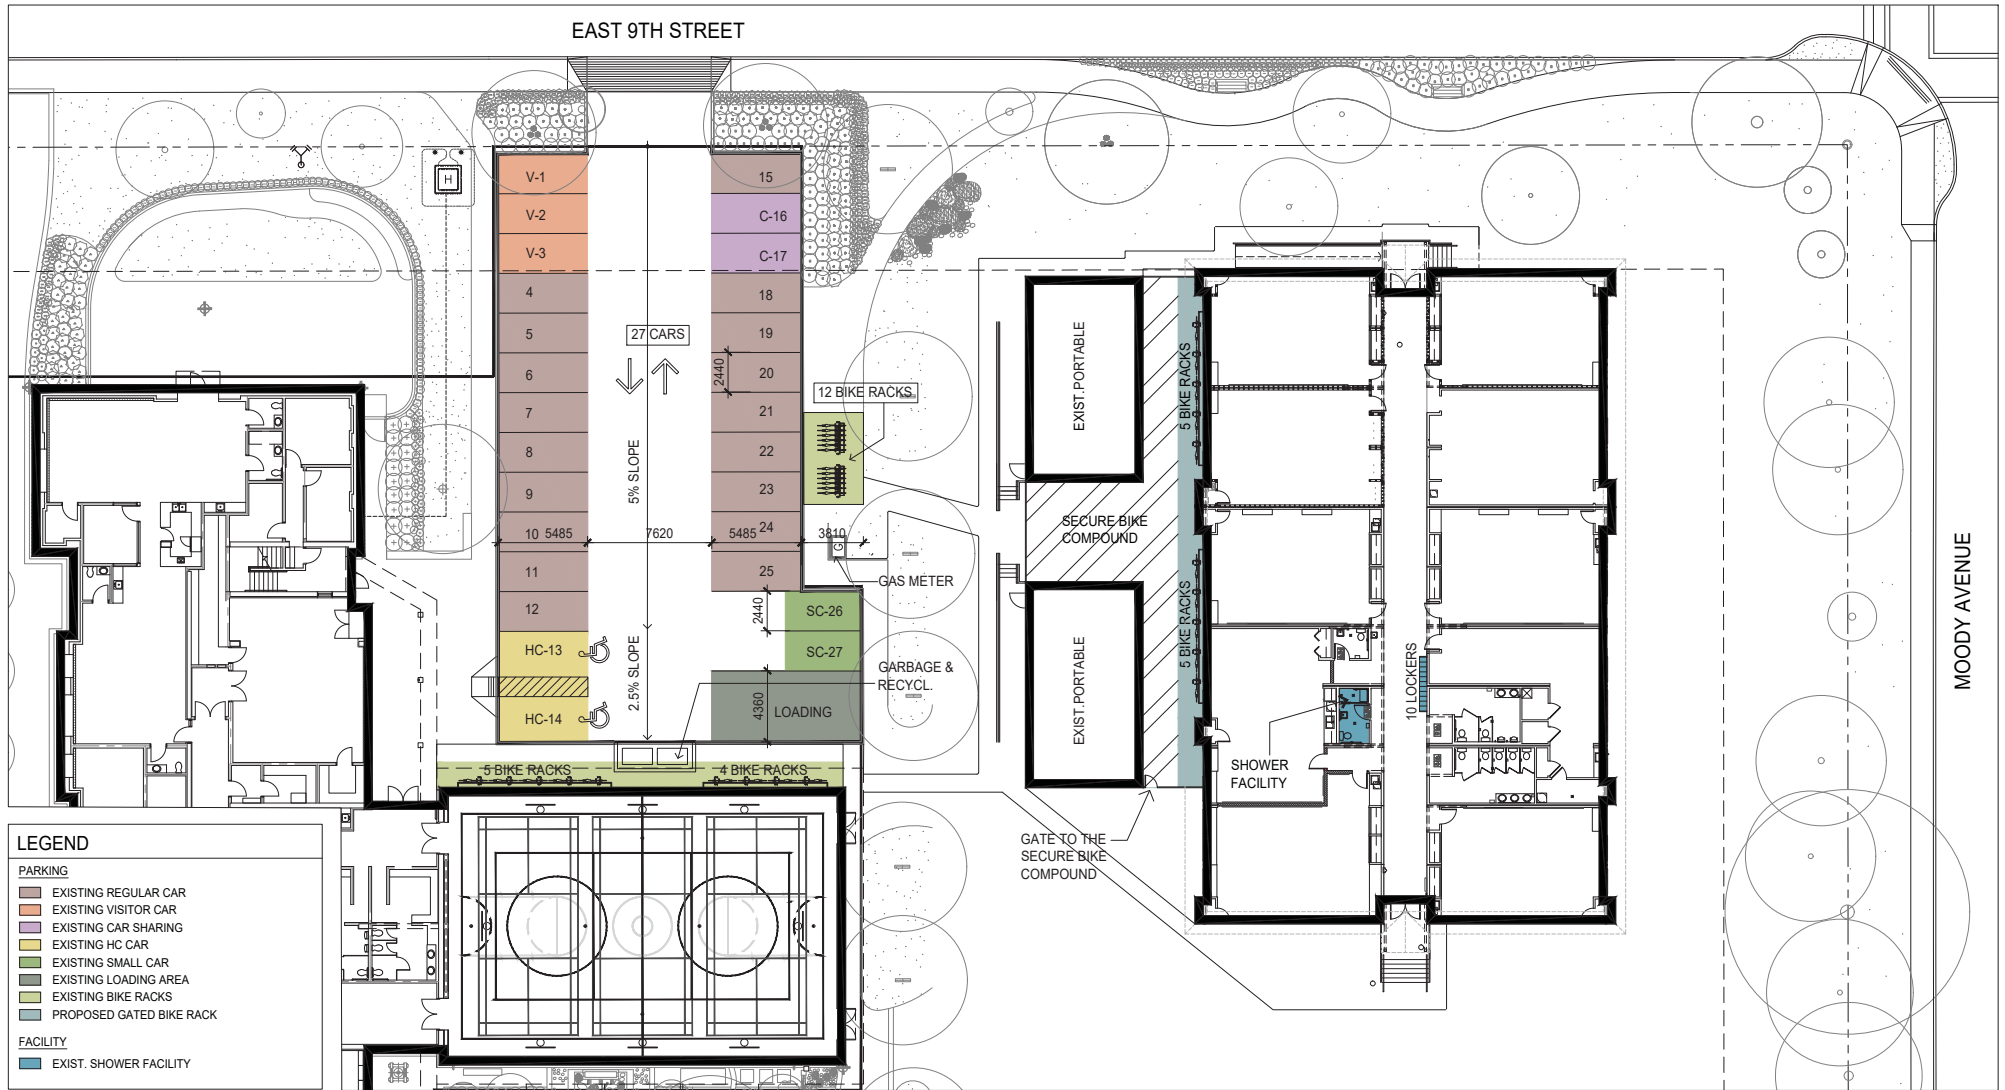 EAST 9TH STREET
H
V-1
V-2
V-3
4
5
6
7
8
9
10
11
12
HC-13
HC-14
5485
7620
5485
3810
27 CARS
5% SLOPE
2.5% SLOPE
15
C-16
C-17
18
19
20
21
22
23
24
25
2440
2440
4360
SC-26
SC-27
LOADING
12 BIKE RACKS
G
GAS METER
GARBAGE &
RECYCL.
5 BIKE RACKS
4 BIKE RACKS
EXIST.PORTABLE
EXIST.PORTABLE
SECURE BIKE
COMPOUND
5 BIKE RACKS
5 BIKE RACKS
GATE TO THE
SECURE BIKE
COMPOUND
SHOWER
FACILITY
10 LOCKERS
MOODY AVENUE
LEGEND
PARKING
EXISTING REGULAR CAR
EXISTING VISITOR CAR
EXISTING CAR SHARING
EXISTING HC CAR
EXISTING SMALL CAR
EXISTING LOADING AREA
EXISTING BIKE RACKS
PROPOSED GATED BIKE RACK
FACILITY
EXIST. SHOWER FACILITY